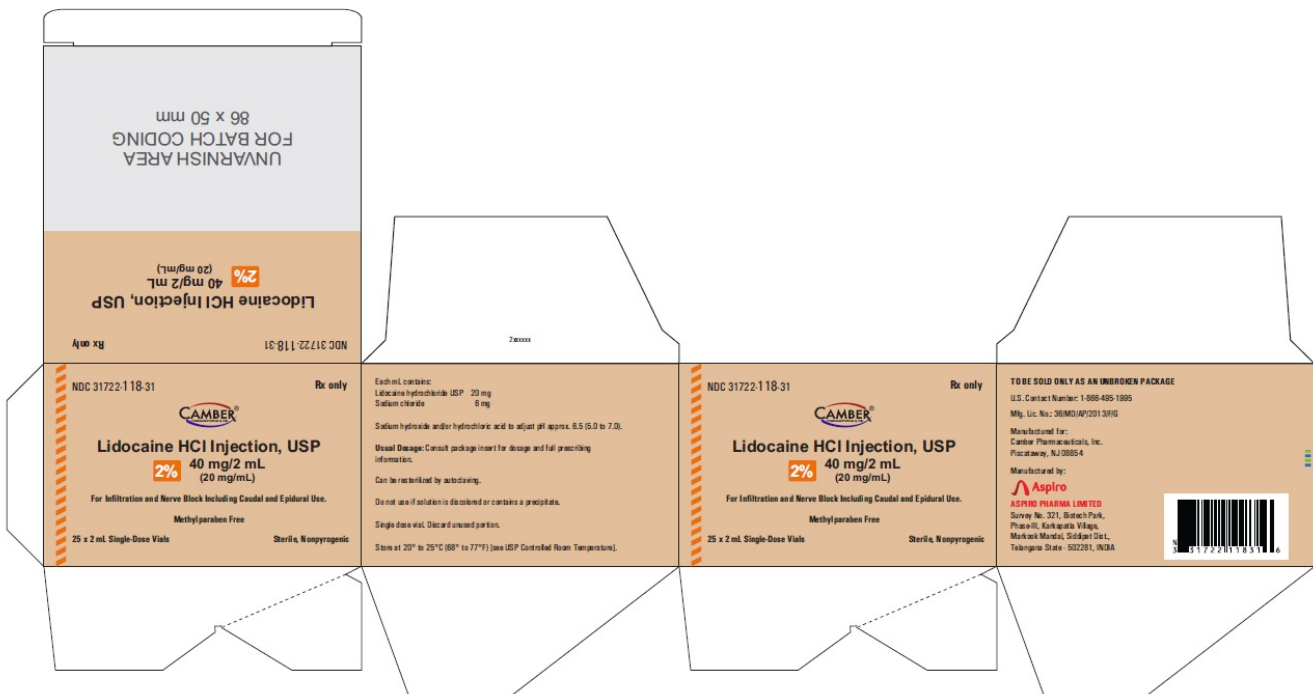 UNVARNISH AREA
FOR BATCH CODING
86 x 50 mm
Lidocaine HCl Injection, USP
2% 40 mg/2 mL
(20 mg/mL)
NDC 31722-118-31 Rx only
2xxxxxx
NDC 31722-118-31 Rx only
CAMBER®
Lidocaine HCl Injection, USP
2% 40 mg/2 mL
(20 mg/mL)
For Infiltration and Nerve Block Including Caudal and Epidural Use.
Methylparaben Free
25 x 2 mL Single-Dose Vials Sterile, Nonpyrogenic
Each mL contains:
Lidocaine hydrochloride USP 20 mg
Sodium chloride 6 mg
Sodium hydroxide and/or hydrochloric acid to adjust pH approx. 6.5 (5.0 to 7.0).
Usual Dosage: Consult package insert for dosage and full prescribing
information.
Can be resterilized by autoclaving.
Do not use if solution is discolored or contains a precipitate.
Single dose vial. Discard unused portion.
Store at 20° to 25°C (68° to 77°F) [see USP Controlled Room Temperature].
NDC 31722-118-31 Rx only
CAMBER®
Lidocaine HCl Injection, USP
2% 40 mg/2 mL
(20 mg/mL)
For Infiltration and Nerve Block Including Caudal and Epidural Use.
Methylparaben Free
25 x 2 mL Single-Dose Vials Sterile, Nonpyrogenic
TO BE SOLD ONLY AS AN UNBROKEN PACKAGE
U.S. Contact Number: 1-866-495-1995
Mfg. Lic. No.: 36/MD/AP/2013/F/G
Manufactured for:
Camber Pharmaceuticals, Inc.
Piscataway, NJ 08854
Manufactured by:
Aspiro
ASPIRO PHARMA LIMITED
Survey No. 321, Biotech Park,
Phase-III, Karkapatla Village,
Markook Mandal, Siddipet Dist.,
Telangana State - 502281, INDIA
N
3 31722 11831 6